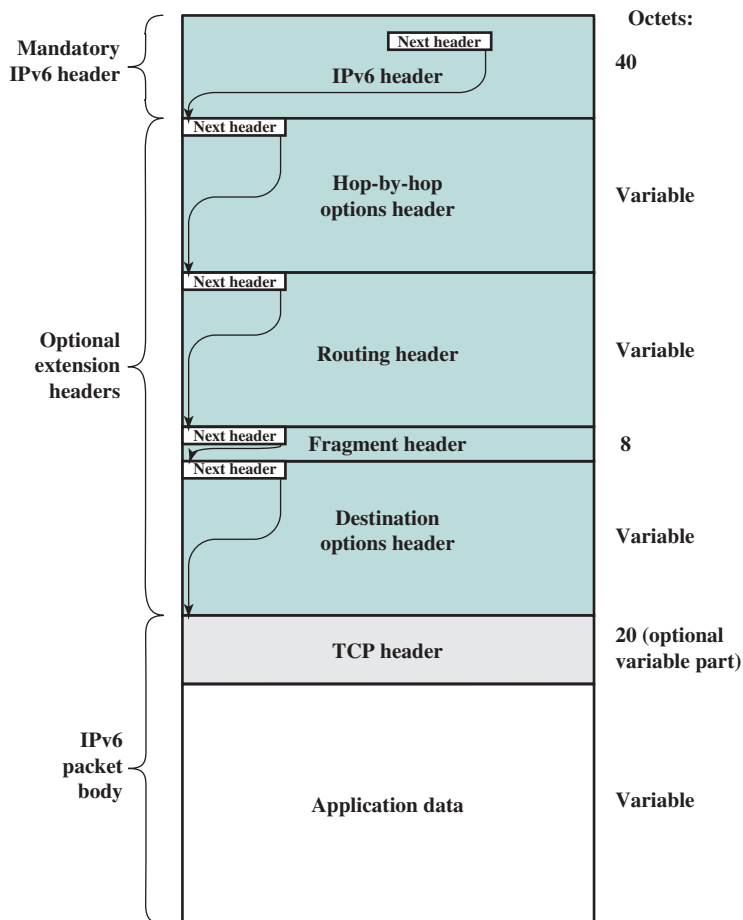 Octets:
Mandatory
IPv6 header
Next header
IPv6 header
40
Next header
Hop-by-hop
options header
Variable
Optional
extension
headers
Next header
Routing header
Variable
Next header
Fragment header
8
Next header
Destination
options header
Variable
IPv6
packet
body
TCP header
20 (optional
variable part)
Application data
Variable